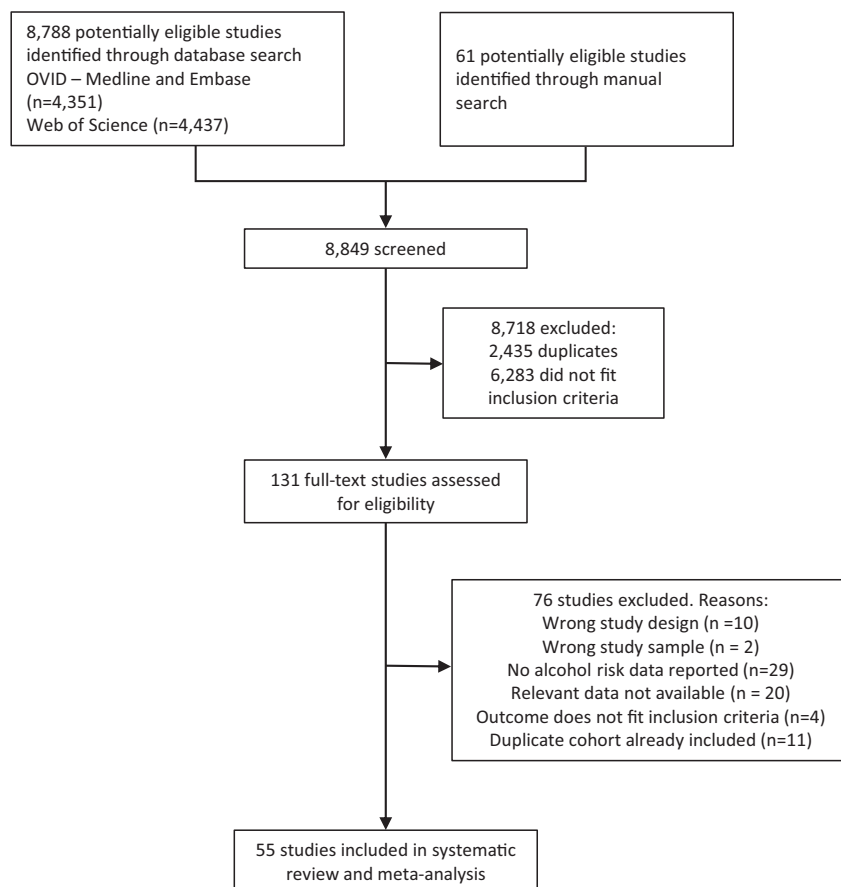 8,788 potentially eligible studies
identified through database search
OVID – Medline and Embase
(n=4,351)
Web of Science (n=4,437)
61 potentially eligible studies
identified through manual
search
8,849 screened
8,718 excluded:
2,435 duplicates
6,283 did not fit
inclusion criteria
131 full-text studies assessed
for eligibility
76 studies excluded. Reasons:
Wrong study design (n =10)
Wrong study sample (n = 2)
No alcohol risk data reported (n=29)
Relevant data not available (n = 20)
Outcome does not fit inclusion criteria (n=4)
Duplicate cohort already included (n=11)
55 studies included in systematic
review and meta-analysis